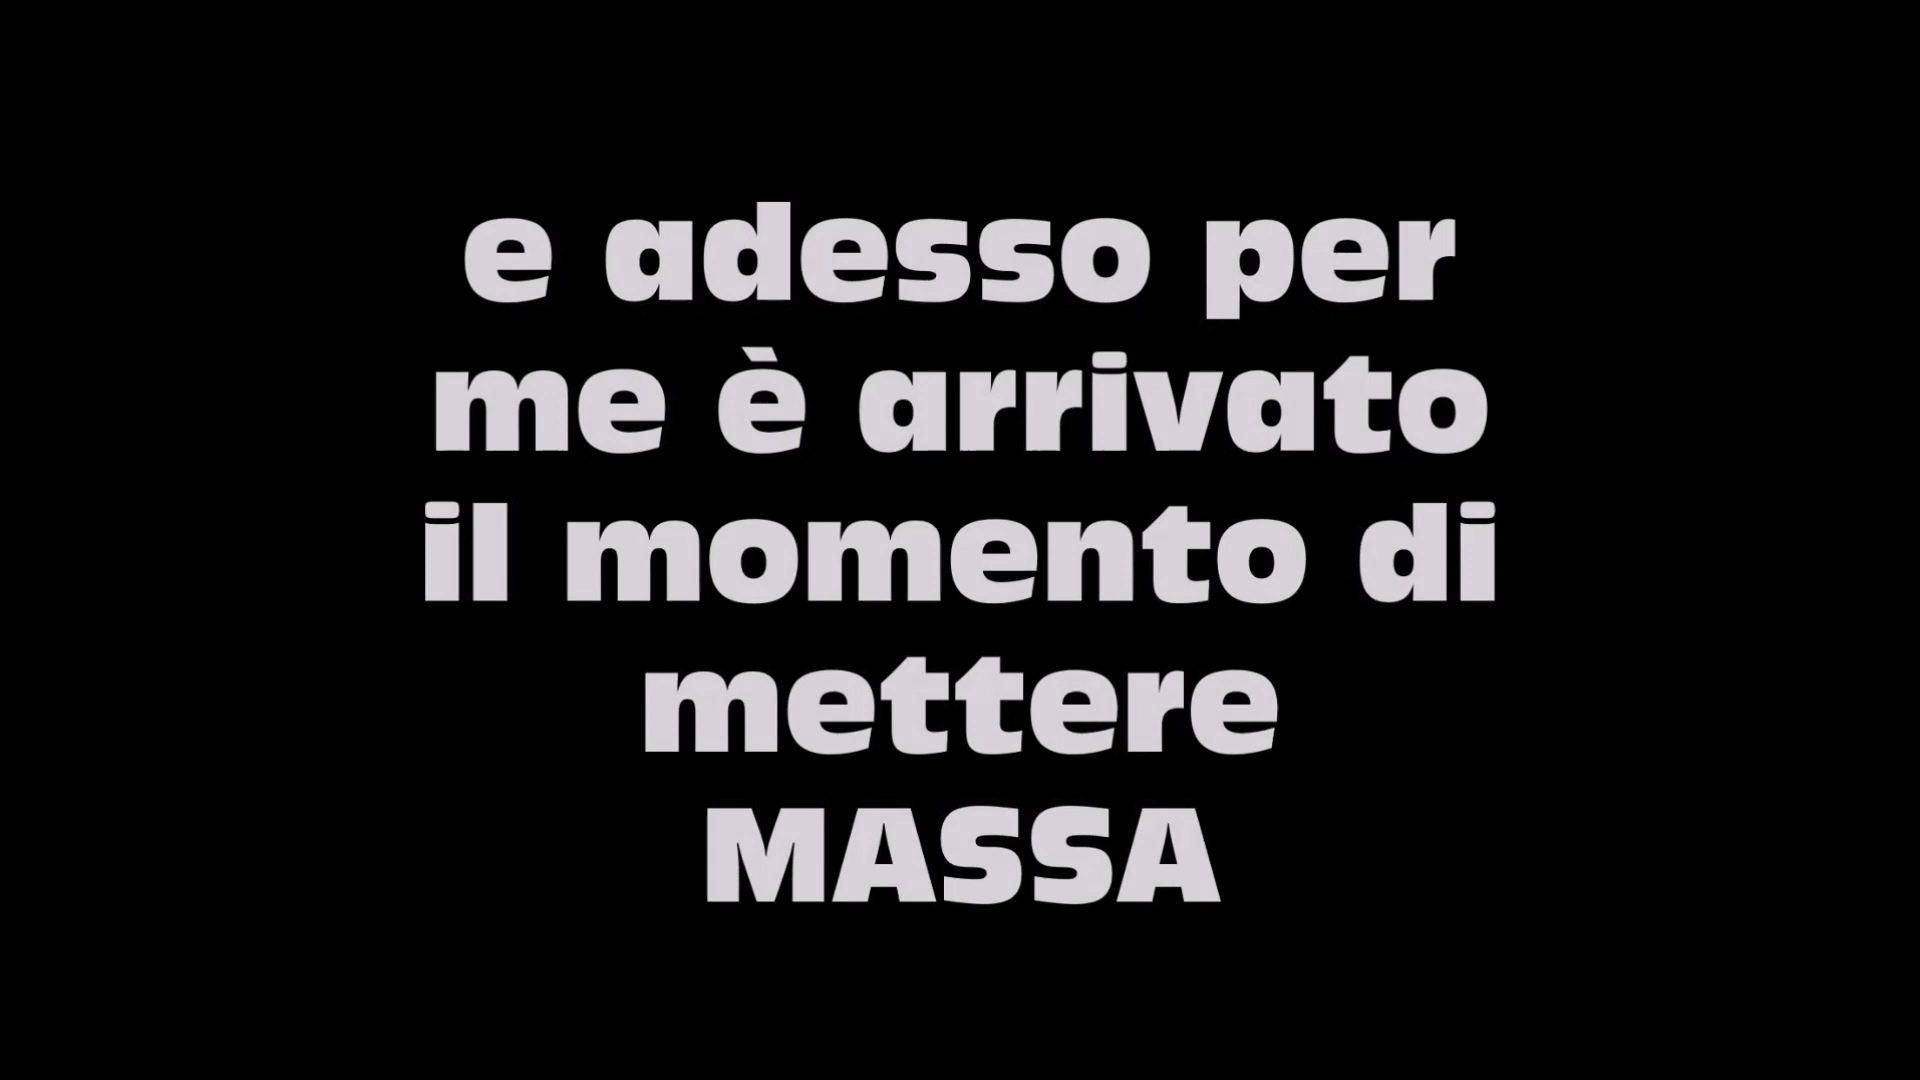 e adesso per
me è arrivato
il momento di
mettere
MASSA